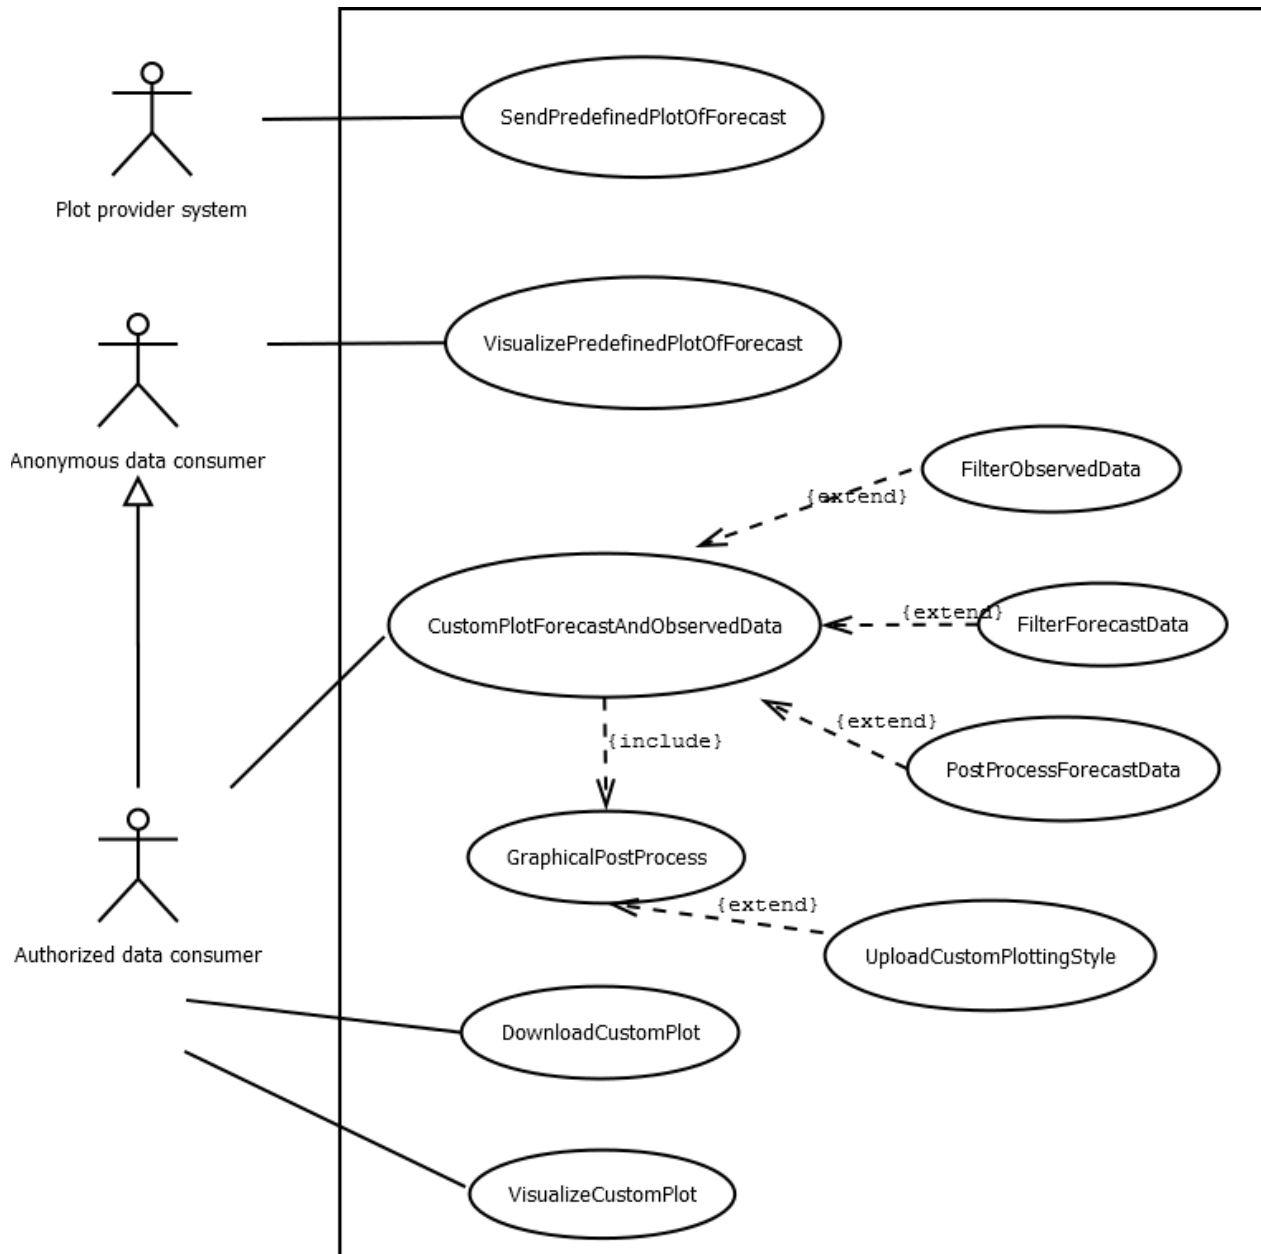 SendPredefinedPlotOfForecast
Plot provider system
VisualizePredefinedPlotOfForecast
Anonymous data consumer
FilterObservedData
{extend}
CustomPlotForecastAndObservedData
{extend}
FilterForecastData
{extend}
PostProcessForecastData
{include}
GraphicalPostProcess
{extend}
Authorized data consumer
UploadCustomPlottingStyle
DownloadCustomPlot
VisualizeCustomPlot